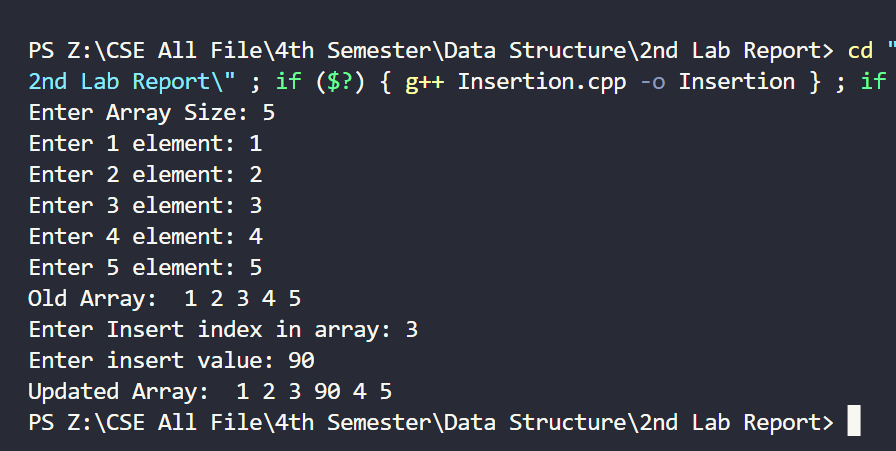 PS Z:\CSE All File\4th Semester\Data Structure\2nd Lab Report> cd "
2nd Lab Report\" ; if ($?) { g++ Insertion.cpp -o Insertion } ; if
Enter Array Size: 5
Enter 1 element: 1
Enter 2 element: 2
Enter 3 element: 3
Enter 4 element: 4
Enter 5 element: 5
Old Array:  1 2 3 4 5
Enter Insert index in array: 3
Enter insert value: 90
Updated Array:  1 2 3 90 4 5
PS Z:\CSE All File\4th Semester\Data Structure\2nd Lab Report>